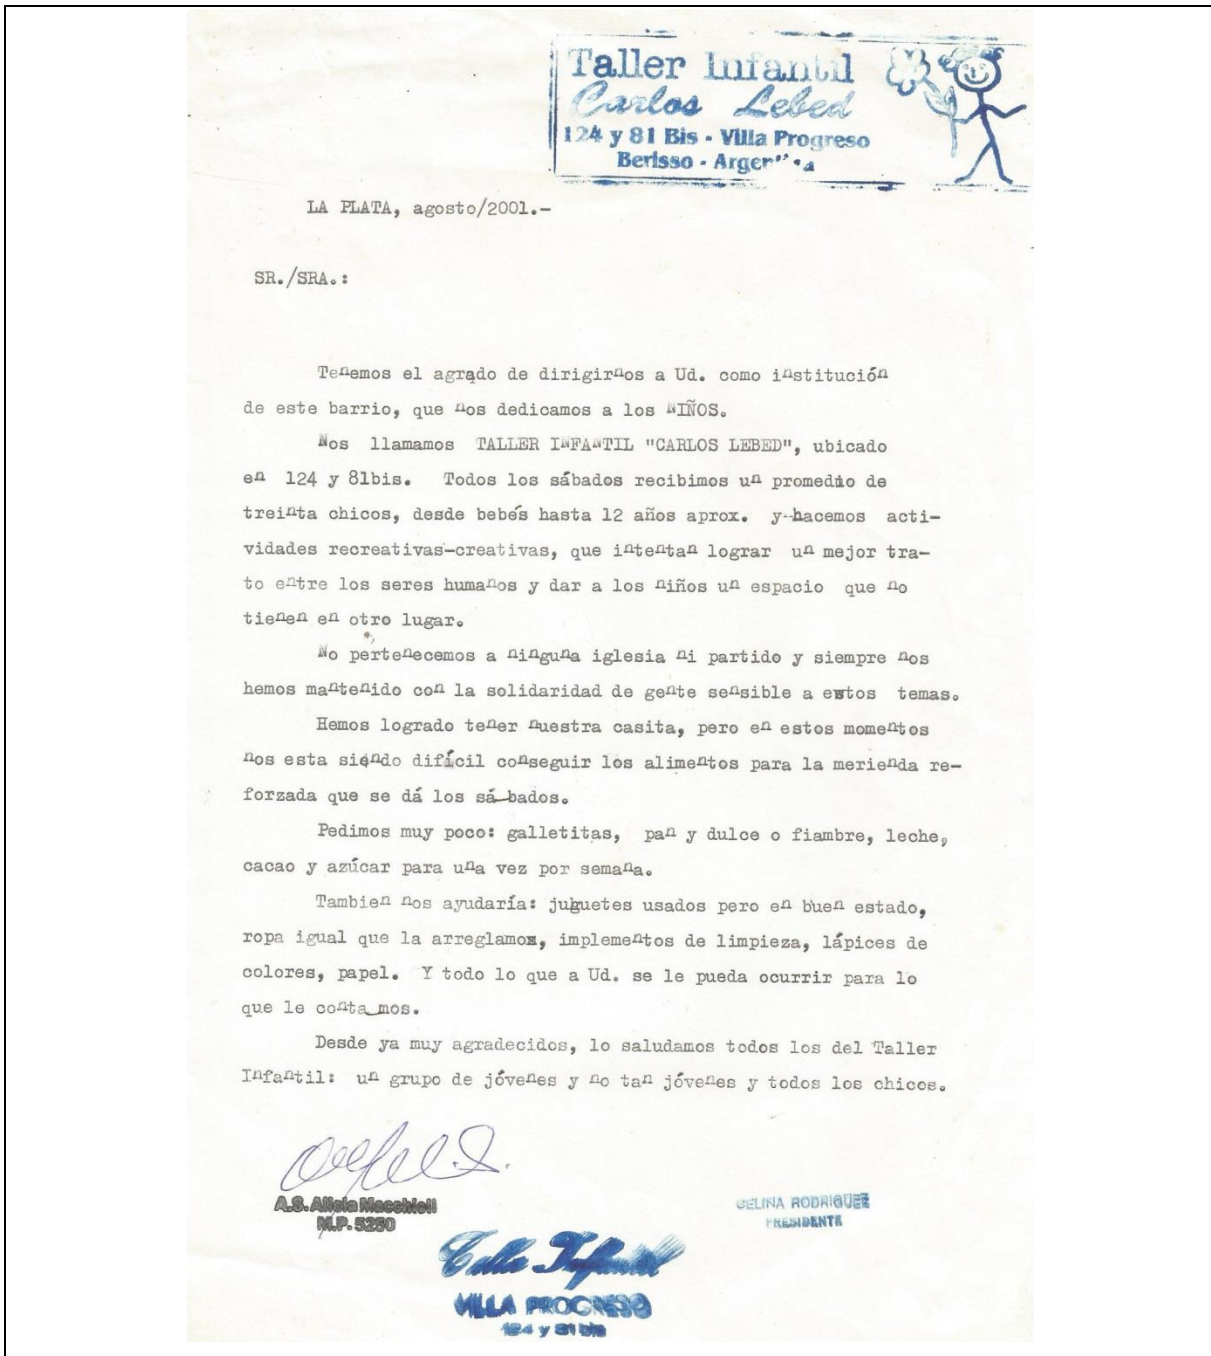 Taller Infantil
Carlos Lebed
124 y 81 Bis - Villa Progreso
Berisso -
LA PLATA, agosto/2001.-
SR./SRA.:
Tenemos el agrado de dirigirnos a Ud. como institución
de este barrio, que nos dedicamos a los NIÑOS.
Nos llamamos TALLER INFANTIL "CARLOS LEBED", ubicado
en 124 y 81bis. Todos los sábados recibimos un promedio de
treinta chicos, desde bebés hasta 12 años aprox. y hacemos acti-
vidades recreativas-creativas, que intentan lograr un mejor tra-
to entre los seres humanos y dar a los niños un espacio que no
tienen en otro lugar.
No pertenecemos a ninguna iglesia ni partido y siempre nos
hemos mantenido con la solidaridad de gente sensible a estos temas.
Hemos logrado tener nuestra casita, pero en estos momentos
nos esta siendo difícil conseguir los alimentos para la merienda re-
forzada que se dá los sábados.
Pedimos muy poco: galletitas, pan y dulce o fiambre, leche,
cacao y azúcar para una vez por semana.
Tambien nos ayudaría: juguetes usados pero en buen estado,
ropa igual que la arreglamos, implementos de limpieza, lápices de
colores, papel. Y todo lo que a Ud. se le pueda ocurrir para lo
que le contamos.
Desde ya muy agradecidos, lo saludamos todos los del Taller
Infantil: un grupo de jóvenes y no tan jóvenes y todos los chicos.
A.S. Alicia
M.P. 5250
CELINA RODRIGUEZ
PRESIDENTE
Infantil
VILLA PROGRESO
124 y 81 bis